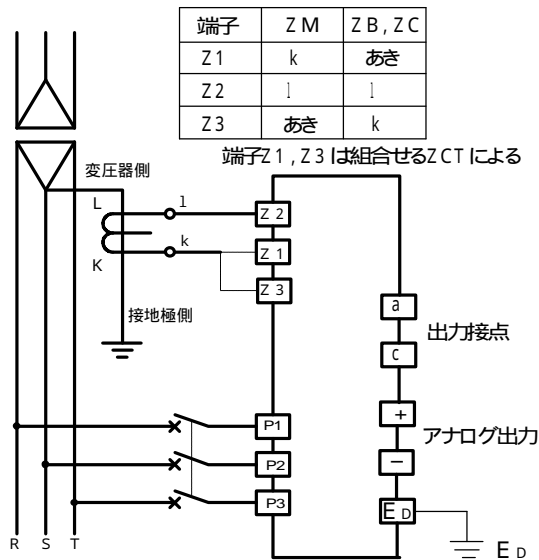 端子 ZM ZB,ZC
Z1 k あき
Z2 l l
Z3 あき k
端子Z1,Z3は組合せるZCTによる
変圧器側
L l Z2
K k Z1
Z3
接地極側
a
c
出力接点
+
アナログ出力
−
P1
P2
P3
ED
ED
R S T